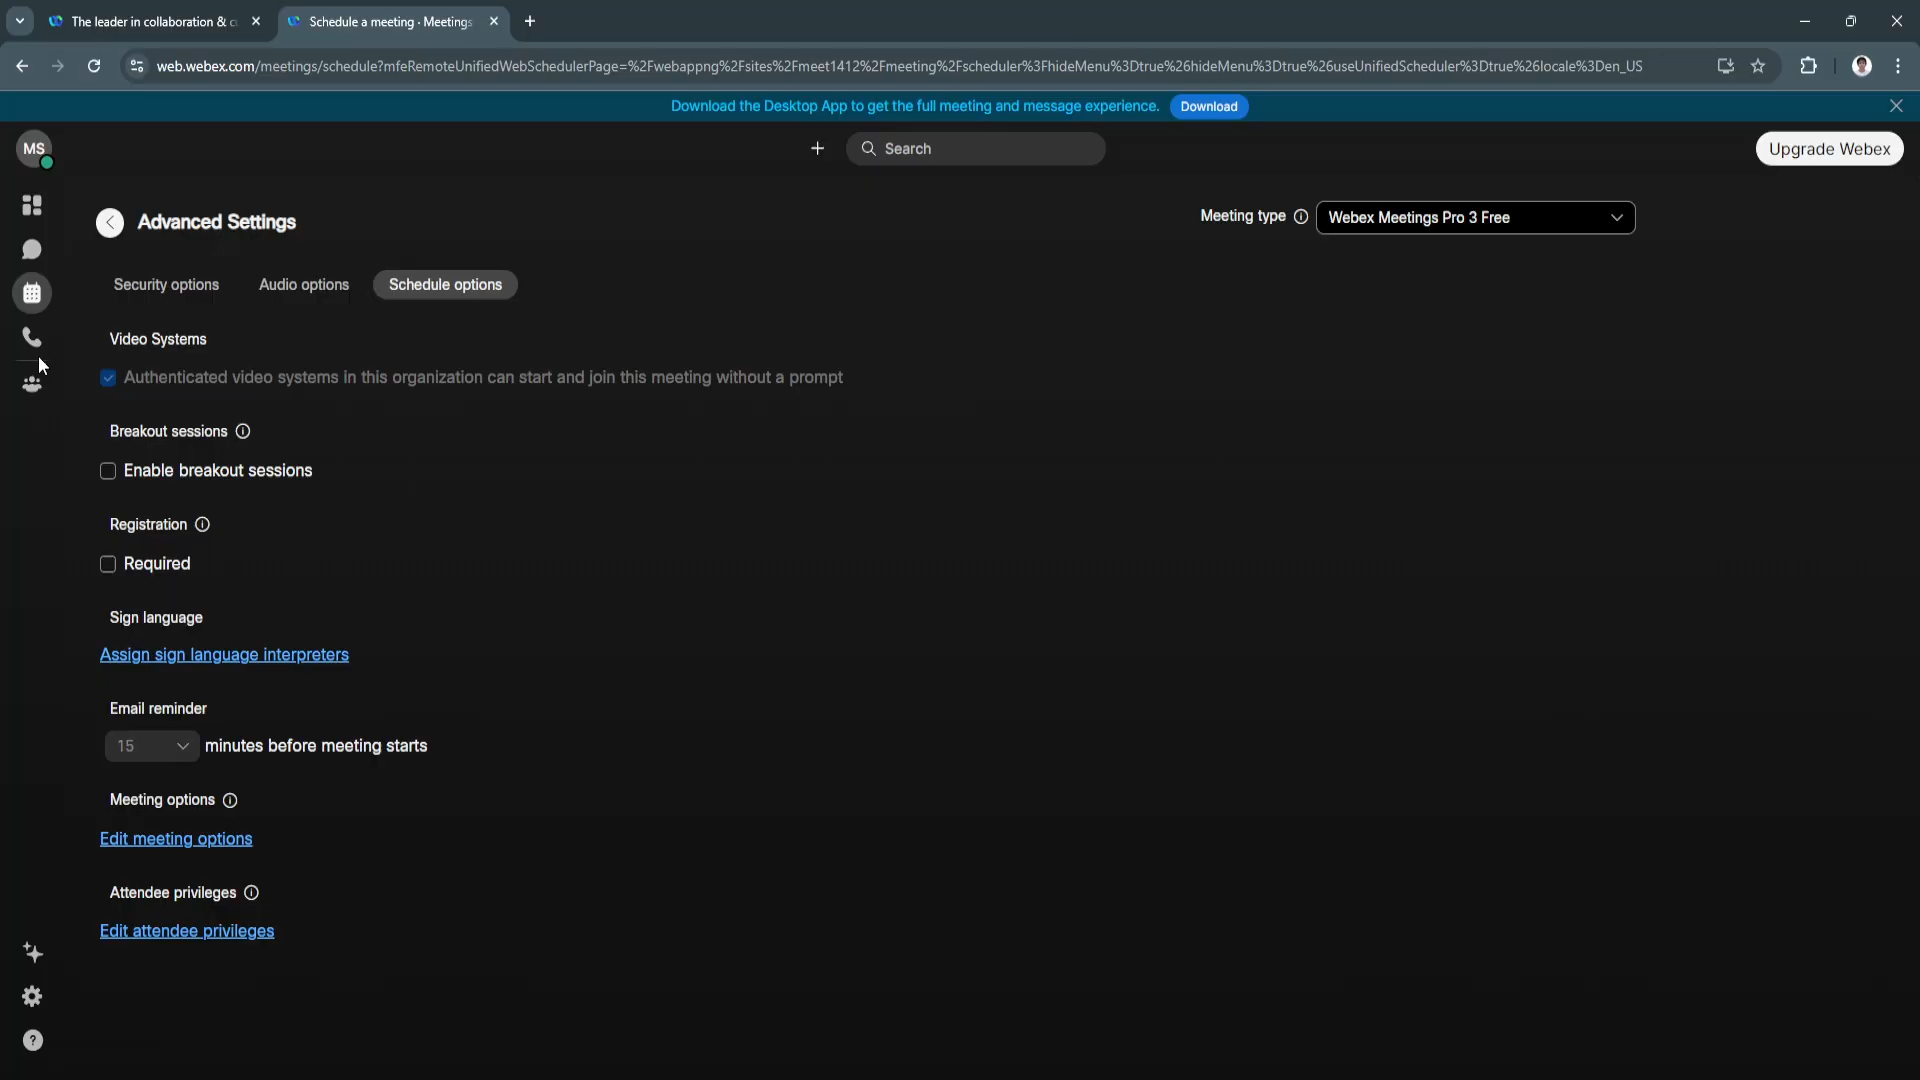 The leader in collaboration & c
Schedule a meeting - Meetings
web.webex.com/meetings/schedule?mfeRemoteUnifiedWebSchedulerPage=%2Fwebappng%2Fsites%2Fmeet1412%2Fmeeting%2Fscheduler%3FhideMenu%3Dtrue%26hideMenu%3Dtrue%26useUnifiedScheduler%3Dtrue%26locale%3Den_US
Download the Desktop App to get the full meeting and message experience. Download
MS
Search
Upgrade Webex
Advanced Settings
Meeting type
Webex Meetings Pro 3 Free
Security options
Audio options
Schedule options
Video Systems
Authenticated video systems in this organization can start and join this meeting without a prompt
Breakout sessions
Enable breakout sessions
Registration
Required
Sign language
Assign sign language interpreters
Email reminder
15 minutes before meeting starts
Meeting options
Edit meeting options
Attendee privileges
Edit attendee privileges